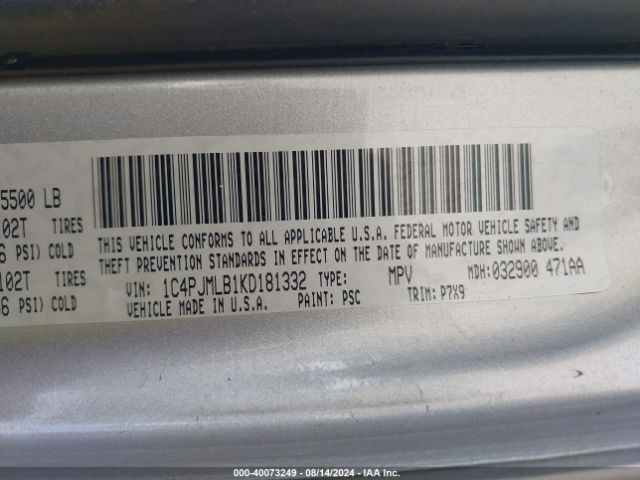 5500 LB
02T TIRES
6 PSI) COLD
102T TIRES
6 PSI) COLD
THIS VEHICLE CONFORMS TO ALL APPLICABLE U.S.A. FEDERAL MOTOR VEHICLE SAFETY AND
THEFT PREVENTION STANDARDS IN EFFECT ON THE DATE OF MANUFACTURE SHOWN ABOVE.
VIN: 1C4PJMLB1KD181332 TYPE: MPV MDH: 032900 471AA
VEHICLE MADE IN U.S.A. PAINT: PSC TRIM: P7X9
000-40073249 - 08/14/2024 - IAA Inc.